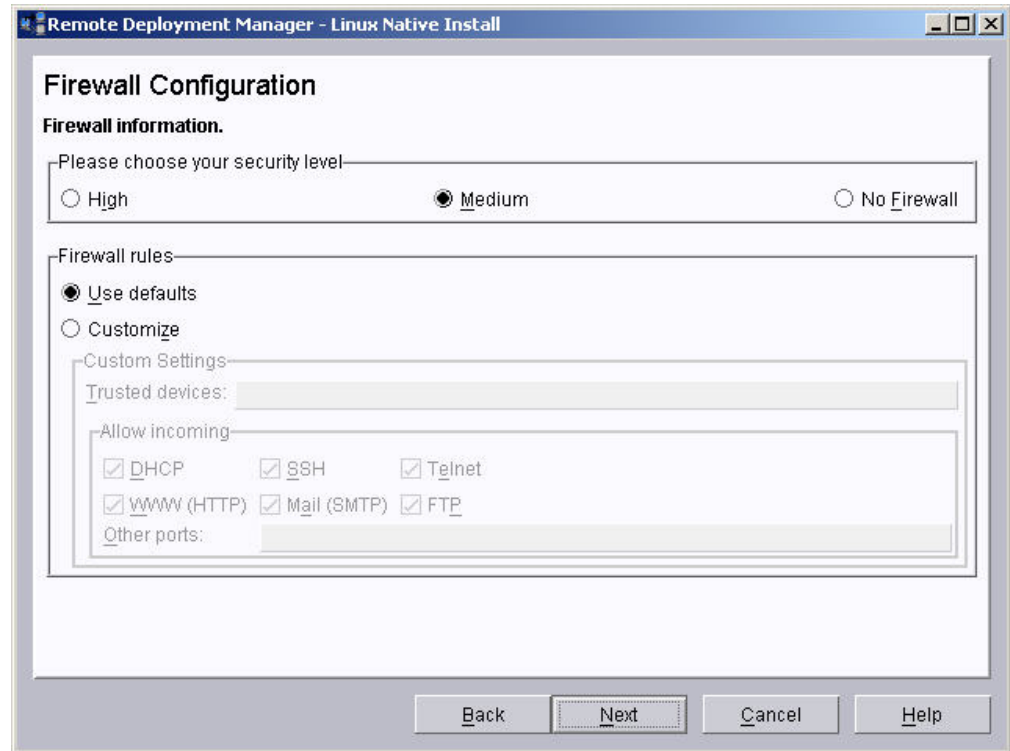 Remote Deployment Manager - Linux Native Install
Firewall Configuration
Firewall information.
Please choose your security level
High Medium No Firewall
Firewall rules
Use defaults
Customize
Custom Settings
Trusted devices:
Allow incoming
DHCP SSH Telnet
WWW (HTTP) Mail (SMTP) FTP
Other ports:
Back Next Cancel Help